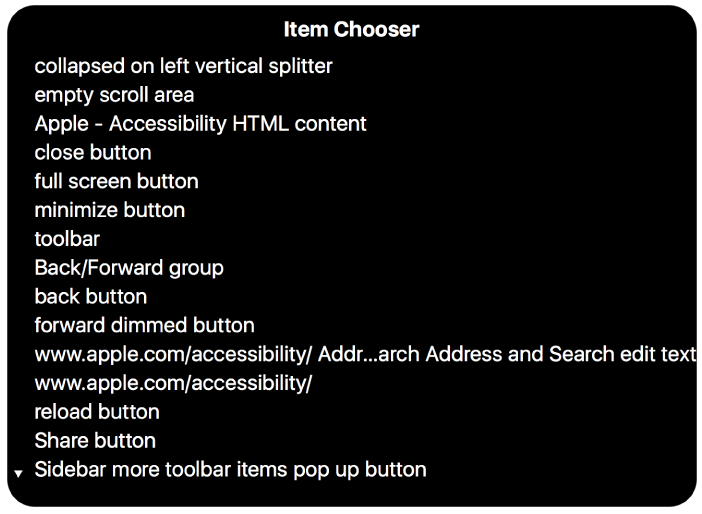 Item Chooser
collapsed on left vertical splitter
empty scroll area
Apple - Accessibility HTML content
close button
full screen button
minimize button
toolbar
Back/Forward group
back button
forward dimmed button
www.apple.com/accessibility/ Addr...arch Address and Search edit text
www.apple.com/accessibility/
reload button
Share button
Sidebar more toolbar items pop up button